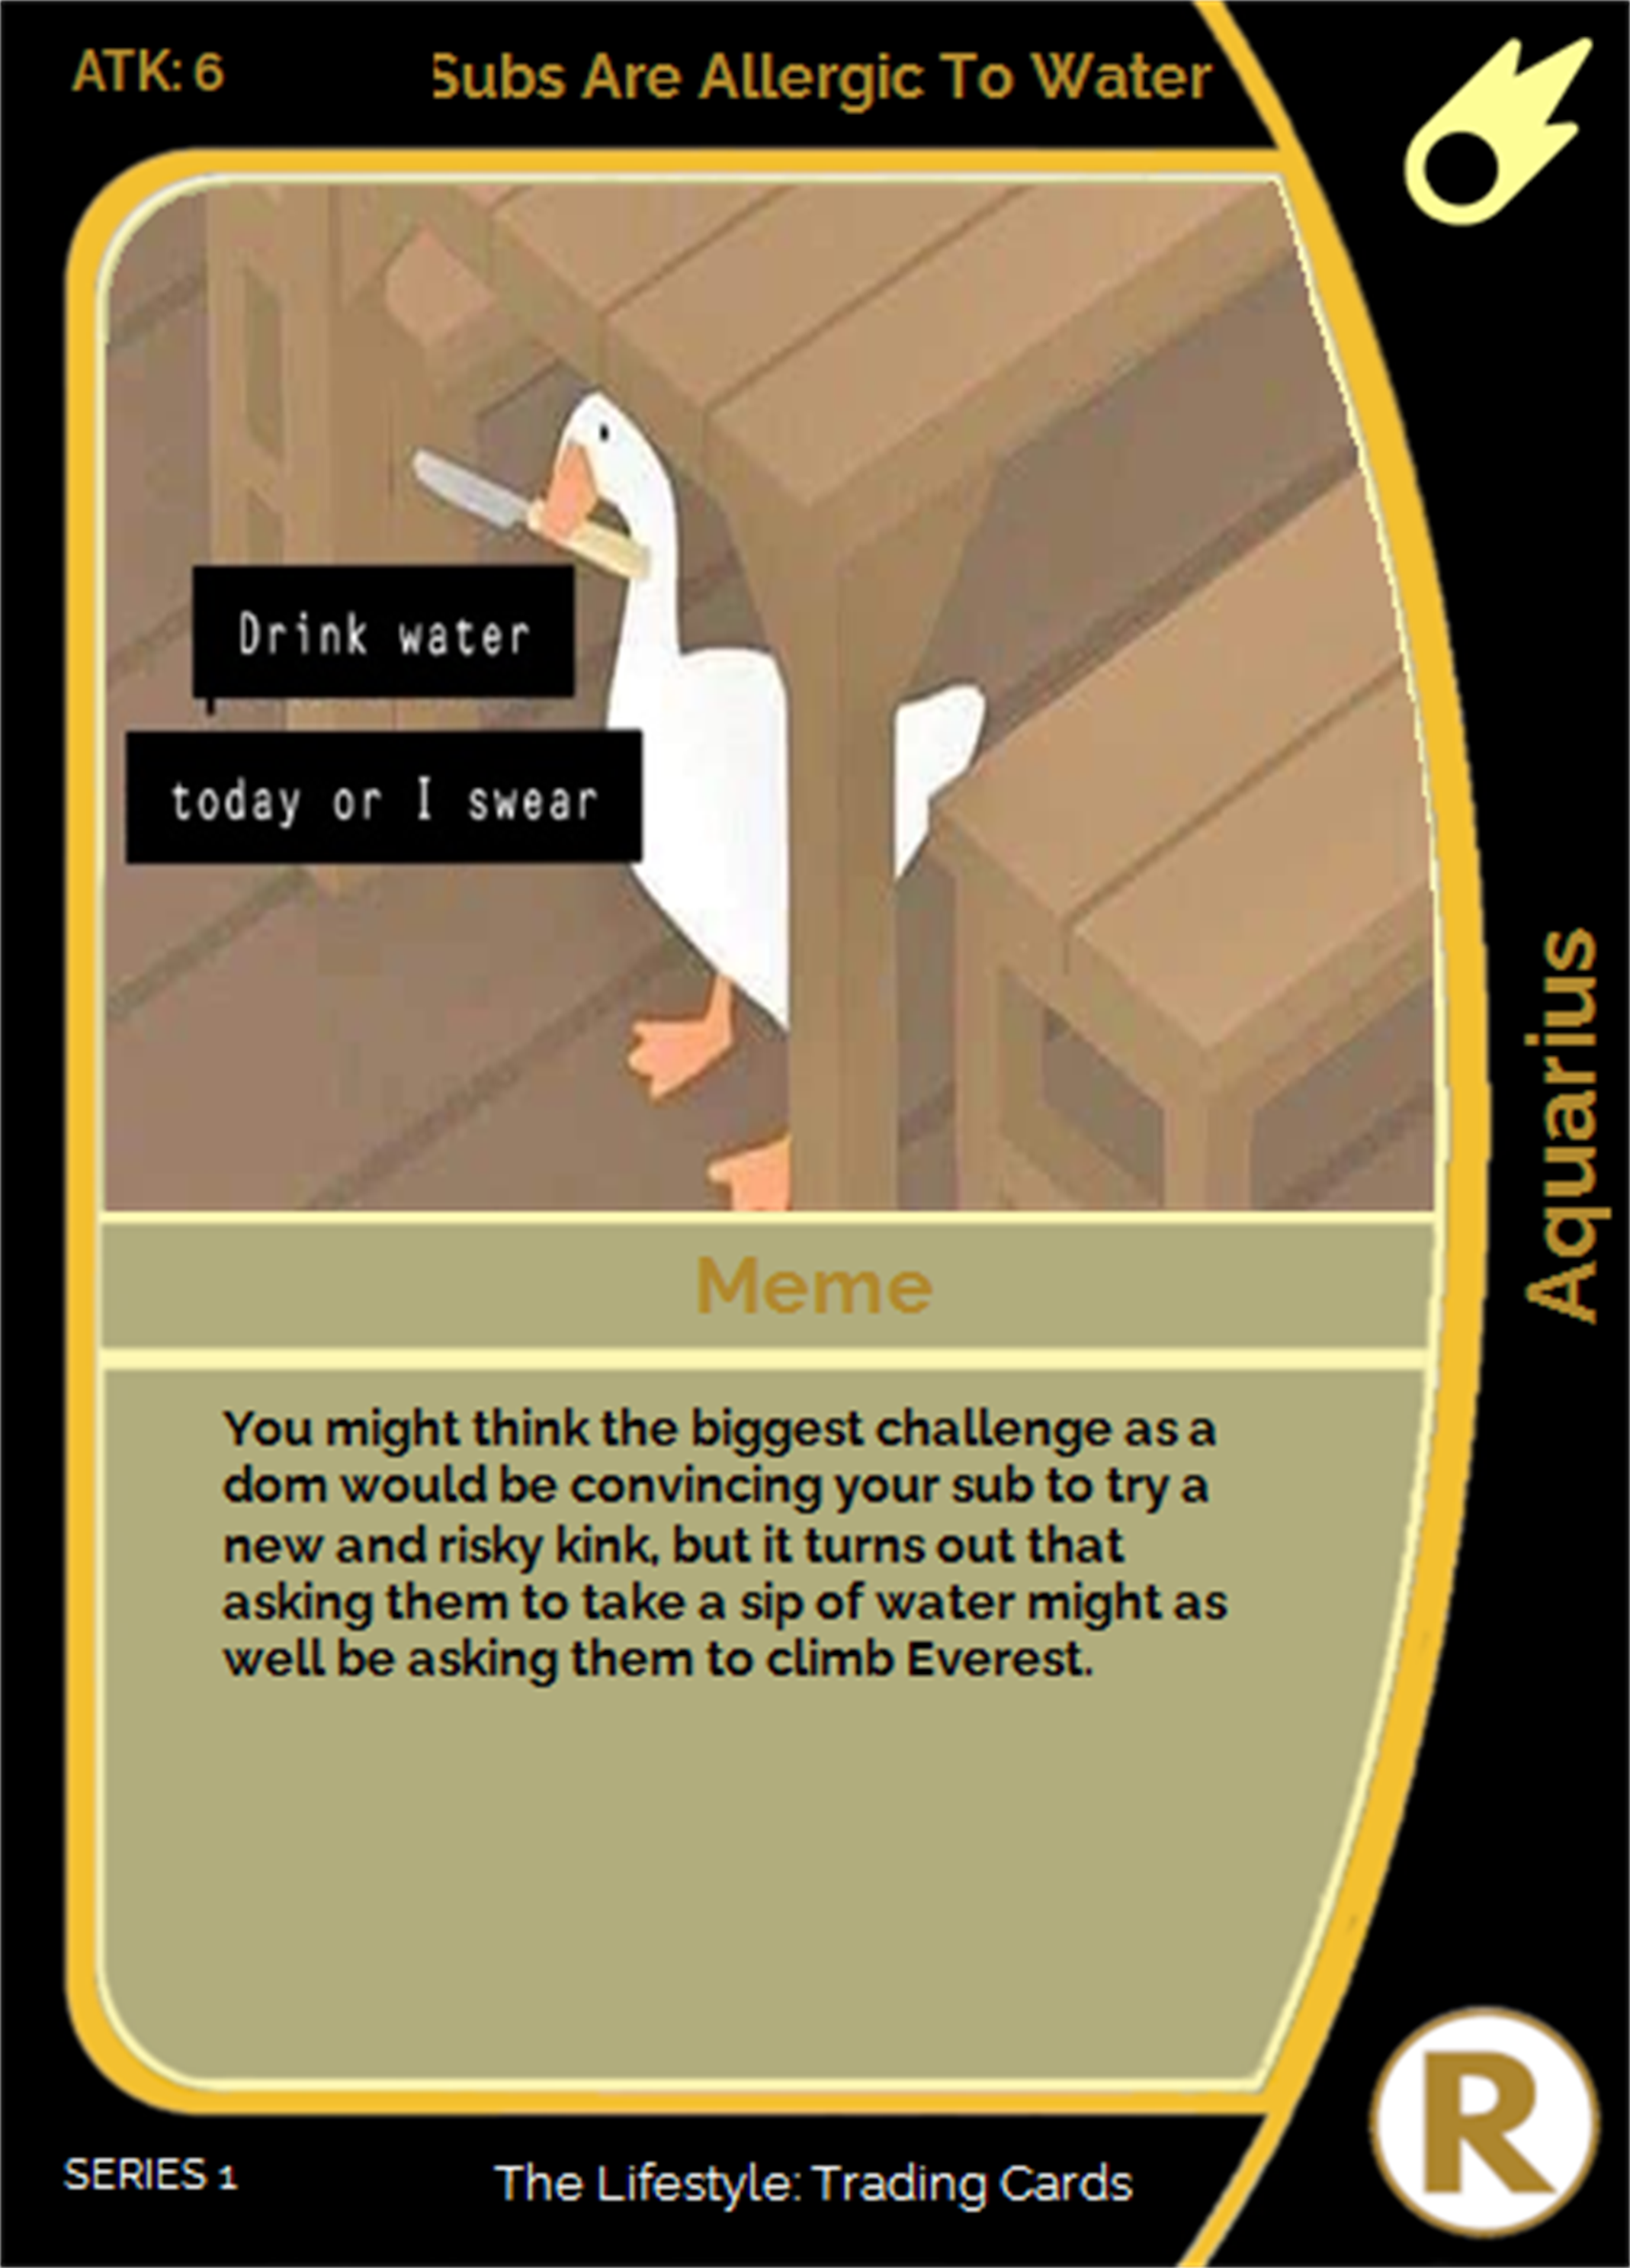 ATK: 6
Subs Are Allergic To Water
Drink water
today or I swear
Aquarius
Meme
You might think the biggest challenge as a
dom would be convincing your sub to try a
new and risky kink, but it turns out that
asking them to take a sip of water might as
well be asking them to climb Everest.
R
SERIES 1
The Lifestyle: Trading Cards